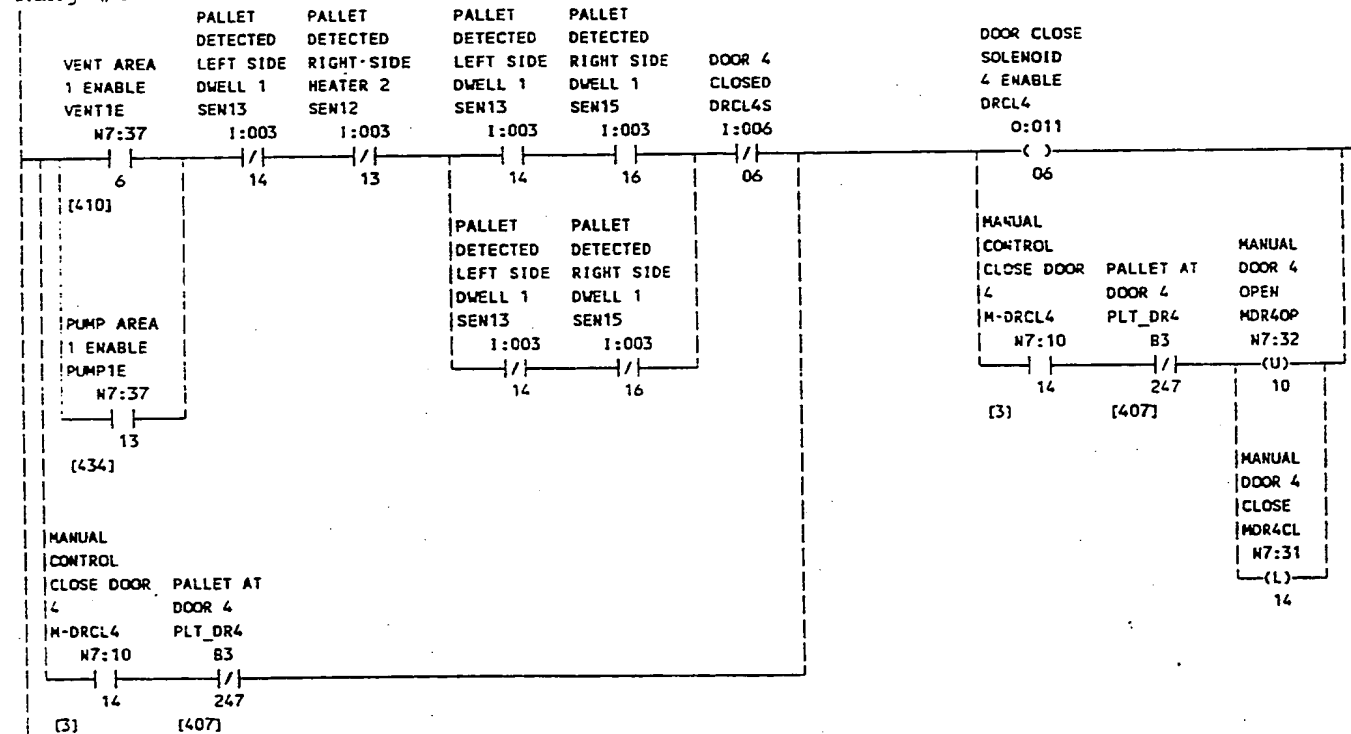 PALLET PALLET PALLET PALLET
DETECTED DETECTED DETECTED DETECTED DOOR CLOSE
VENT AREA LEFT SIDE RIGHT-SIDE LEFT SIDE RIGHT SIDE DOOR 4 SOLENOID
1 ENABLE DWELL 1 HEATER 2 DWELL 1 DWELL 1 CLOSED 4 ENABLE
VENT1E SEN13 SEN12 SEN13 SEN15 DRCL4S DRCL4
N7:37 I:003 I:003 I:003 I:003 I:006 O:011
6 14 13 14 16 06 06
[410]
PALLET PALLET MANUAL
DETECTED DETECTED CONTROL MANUAL
LEFT SIDE RIGHT SIDE CLOSE DOOR PALLET AT DOOR 4
DWELL 1 DWELL 1 4 DOOR 4 OPEN
PUMP AREA SEN13 SEN15 M-DRCL4 PLT_DR4 MDR4OP
1 ENABLE I:003 I:003 N7:10 B3 N7:32
PUMP1E (U)
N7:37 14 16 14 247 10
[3] [407]
13
[434]
MANUAL
DOOR 4
CLOSE
MDR4CL
N7:31
(L)
14
MANUAL
CONTROL
CLOSE DOOR PALLET AT
4 DOOR 4
M-DRCL4 PLT_DR4
N7:10 B3
14 247
[3] [407]